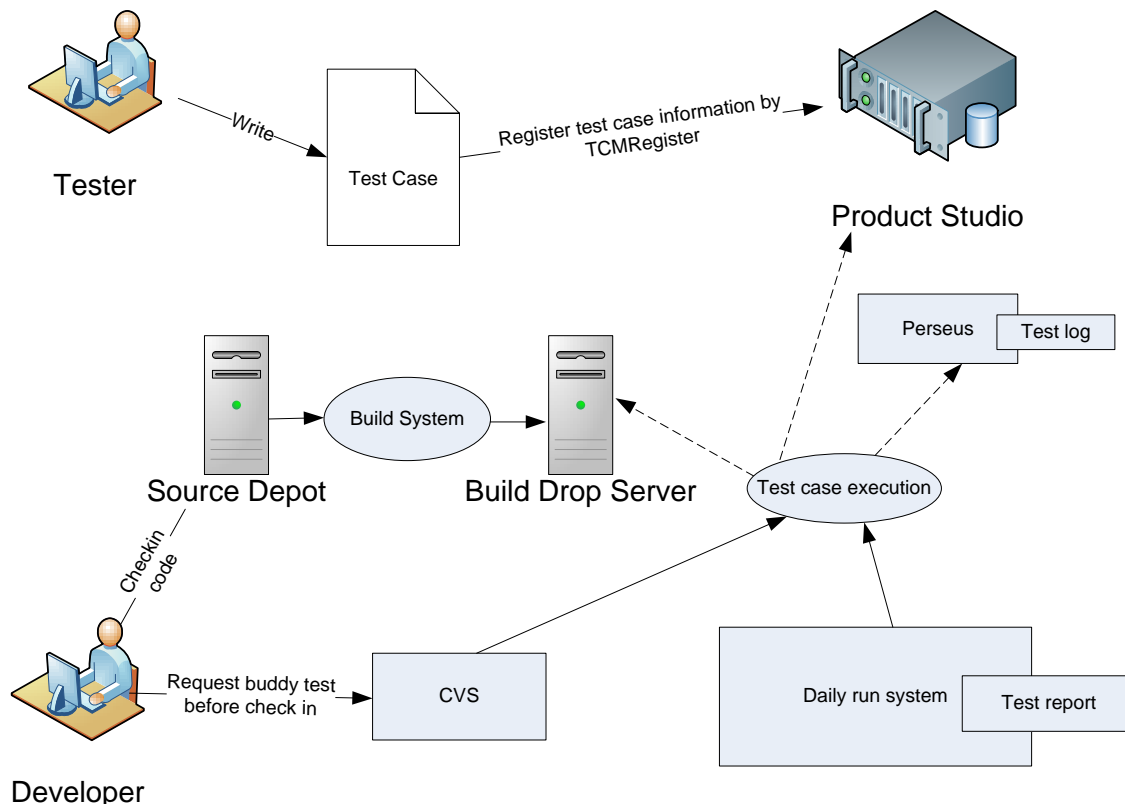 Write
Register test case information by
TCMRegister
Test Case
Tester
Product Studio
Perseus
Test log
Build System
Source Depot
Build Drop Server
Test case execution
Checkin
code
Request buddy test
before check in
CVS
Daily run system
Test report
Developer